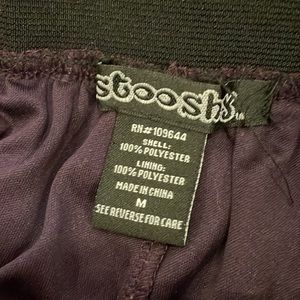 stoosh
RN#109644
SHELL:
100% POLYESTER
LINING:
100% POLYESTER
MADE IN CHINA
M
SEE REVERSE FOR CARE